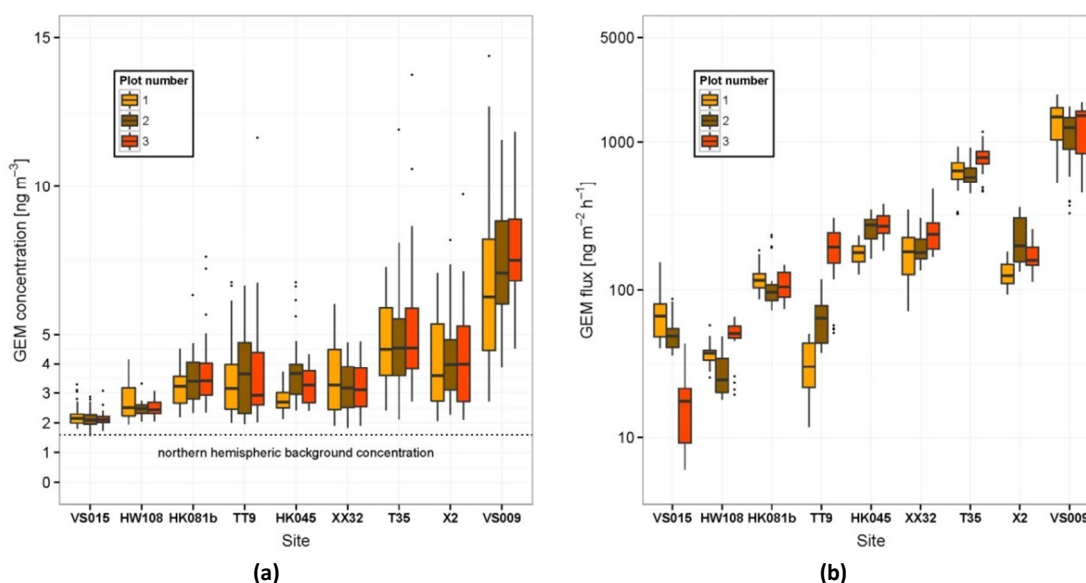 15
10
5
4
3
2
1
0
GEM concentration [ng m⁻³]
Plot number
1
2
3
northern hemispheric background concentration
VS015 HW108 HK081b TT9 HK045 XX32 T35 X2 VS009
Site
(a)
5000
1000
100
10
GEM flux [ng m⁻² h⁻¹]
Plot number
1
2
3
VS015 HW108 HK081b TT9 HK045 XX32 T35 X2 VS009
Site
(b)